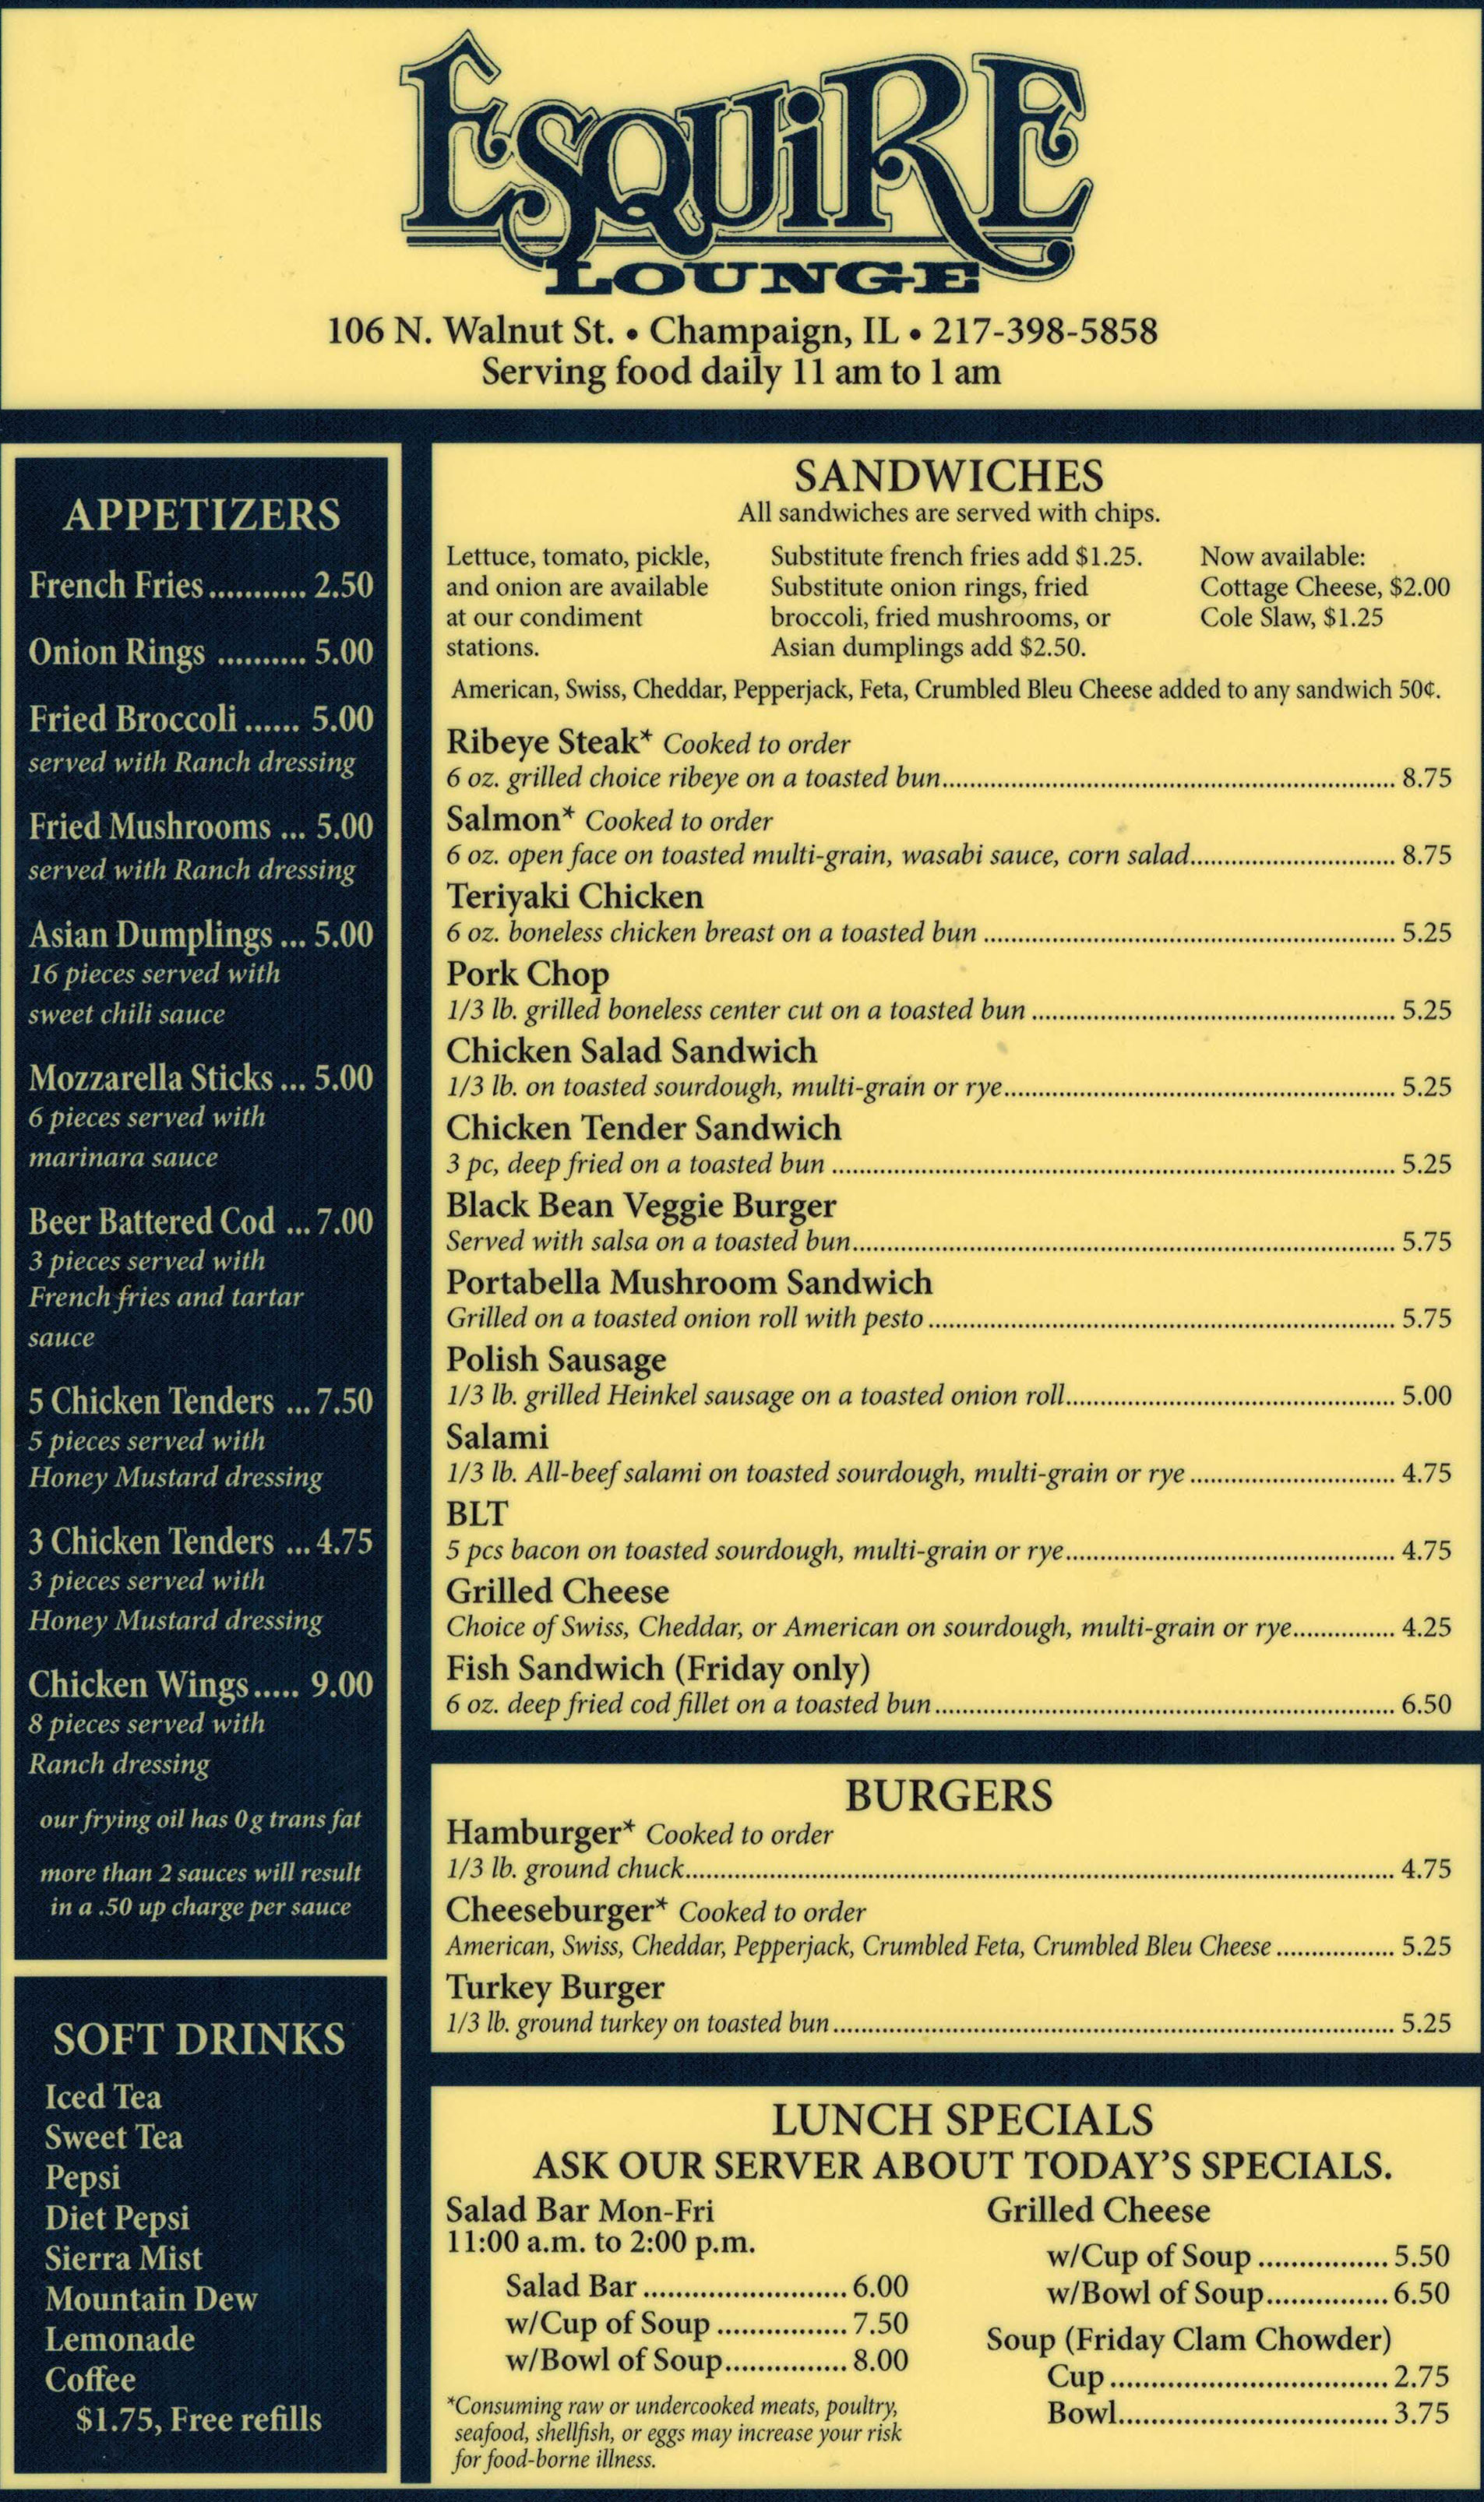 ESQUIRE
LOUNGE
106 N. Walnut St. • Champaign, IL • 217-398-5858
Serving food daily 11 am to 1 am
APPETIZERS
French Fries ........... 2.50
Onion Rings .......... 5.00
Fried Broccoli ...... 5.00
served with Ranch dressing
Fried Mushrooms ... 5.00
served with Ranch dressing
Asian Dumplings ... 5.00
16 pieces served with
sweet chili sauce
Mozzarella Sticks ... 5.00
6 pieces served with
marinara sauce
Beer Battered Cod ... 7.00
3 pieces served with
French fries and tartar
sauce
5 Chicken Tenders ... 7.50
5 pieces served with
Honey Mustard dressing
3 Chicken Tenders ... 4.75
3 pieces served with
Honey Mustard dressing
Chicken Wings ..... 9.00
8 pieces served with
Ranch dressing
our frying oil has 0 g trans fat
more than 2 sauces will result
in a .50 up charge per sauce
SOFT DRINKS
Iced Tea
Sweet Tea
Pepsi
Diet Pepsi
Sierra Mist
Mountain Dew
Lemonade
Coffee
$1.75, Free refills
SANDWICHES
All sandwiches are served with chips.
Lettuce, tomato, pickle,
and onion are available
at our condiment
stations.
Substitute french fries add $1.25.
Substitute onion rings, fried
broccoli, fried mushrooms, or
Asian dumplings add $2.50.
Now available:
Cottage Cheese, $2.00
Cole Slaw, $1.25
American, Swiss, Cheddar, Pepperjack, Feta, Crumbled Bleu Cheese added to any sandwich 50¢.
Ribeye Steak* Cooked to order
6 oz. grilled choice ribeye on a toasted bun.................... 8.75
Salmon* Cooked to order
6 oz. open face on toasted multi-grain, wasabi sauce, corn salad.................... 8.75
Teriyaki Chicken
6 oz. boneless chicken breast on a toasted bun .................... 5.25
Pork Chop
1/3 lb. grilled boneless center cut on a toasted bun .................... 5.25
Chicken Salad Sandwich
1/3 lb. on toasted sourdough, multi-grain or rye.................... 5.25
Chicken Tender Sandwich
3 pc, deep fried on a toasted bun .................... 5.25
Black Bean Veggie Burger
Served with salsa on a toasted bun.................... 5.75
Portabella Mushroom Sandwich
Grilled on a toasted onion roll with pesto .................... 5.75
Polish Sausage
1/3 lb. grilled Heinkel sausage on a toasted onion roll.................... 5.00
Salami
1/3 lb. All-beef salami on toasted sourdough, multi-grain or rye .................... 4.75
BLT
5 pcs bacon on toasted sourdough, multi-grain or rye.................... 4.75
Grilled Cheese
Choice of Swiss, Cheddar, or American on sourdough, multi-grain or rye............... 4.25
Fish Sandwich (Friday only)
6 oz. deep fried cod fillet on a toasted bun .................... 6.50
BURGERS
Hamburger* Cooked to order
1/3 lb. ground chuck.................... 4.75
Cheeseburger* Cooked to order
American, Swiss, Cheddar, Pepperjack, Crumbled Feta, Crumbled Bleu Cheese ................. 5.25
Turkey Burger
1/3 lb. ground turkey on toasted bun .................... 5.25
LUNCH SPECIALS
ASK OUR SERVER ABOUT TODAY'S SPECIALS.
Salad Bar Mon-Fri
11:00 a.m. to 2:00 p.m.
Salad Bar ......................... 6.00
w/Cup of Soup ................ 7.50
w/Bowl of Soup............... 8.00
*Consuming raw or undercooked meats, poultry,
seafood, shellfish, or eggs may increase your risk
for food-borne illness.
Grilled Cheese
w/Cup of Soup ................ 5.50
w/Bowl of Soup............... 6.50
Soup (Friday Clam Chowder)
Cup .................................. 2.75
Bowl................................. 3.75